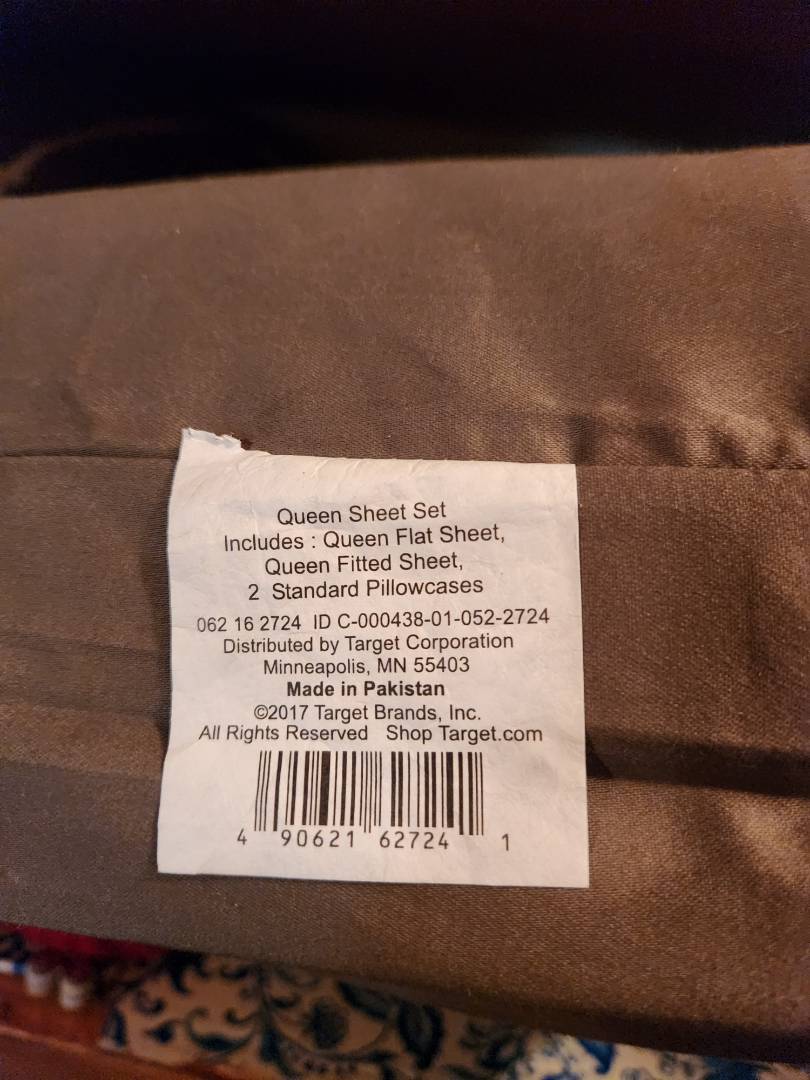 Queen Sheet Set
Includes : Queen Flat Sheet,
Queen Fitted Sheet,
2 Standard Pillowcases
062 16 2724 ID C-000438-01-052-2724
Distributed by Target Corporation
Minneapolis, MN 55403
Made in Pakistan
©2017 Target Brands, Inc.
All Rights Reserved Shop Target.com
4 90621 62724 1